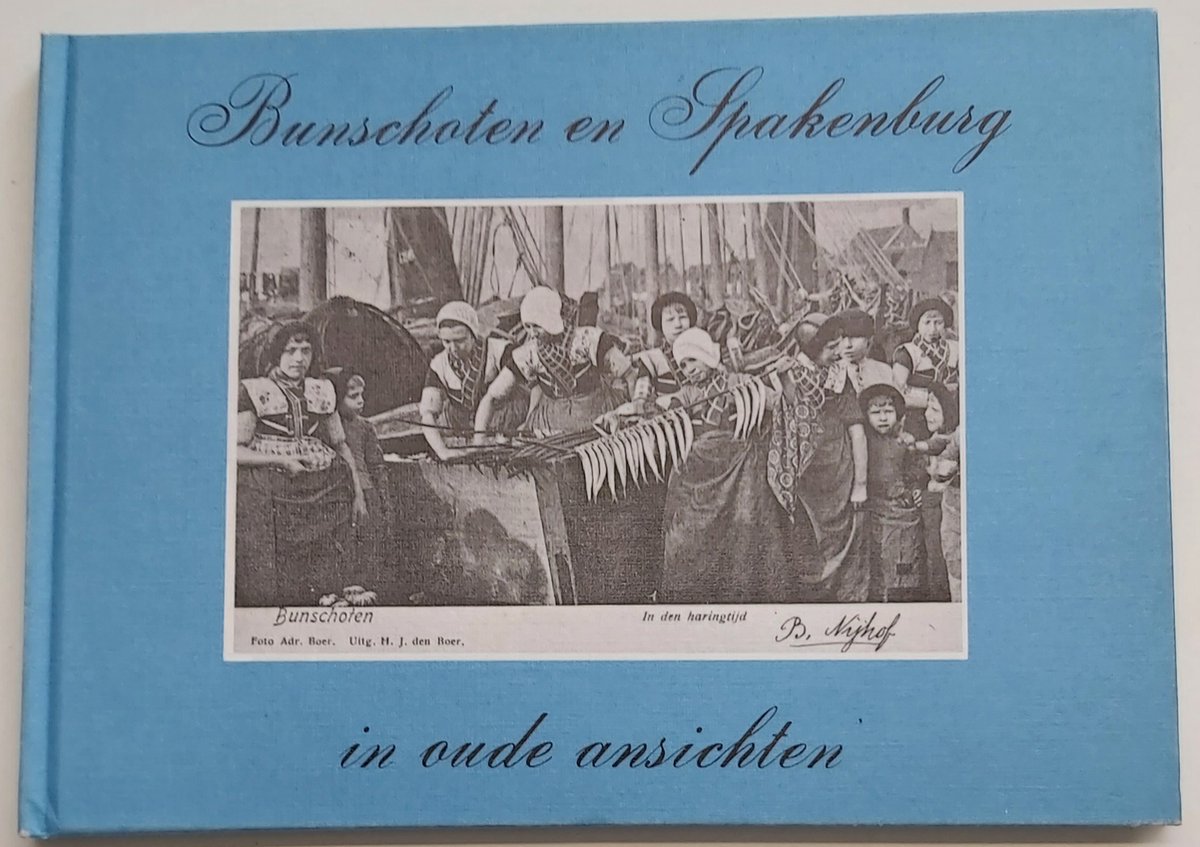 Bunschoten en Spakenburg
Bunschoten
In den haringtijd
B. Nijhof
Foto Adr. Boer. Uitg. M. J. den Boer.
in oude ansichten